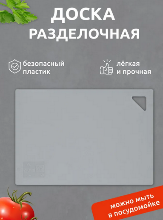 ДОСКА
РАЗДЕЛОЧНАЯ
безопасный
пластик
лёгкая
и прочная
можно мыть
в посудомойке